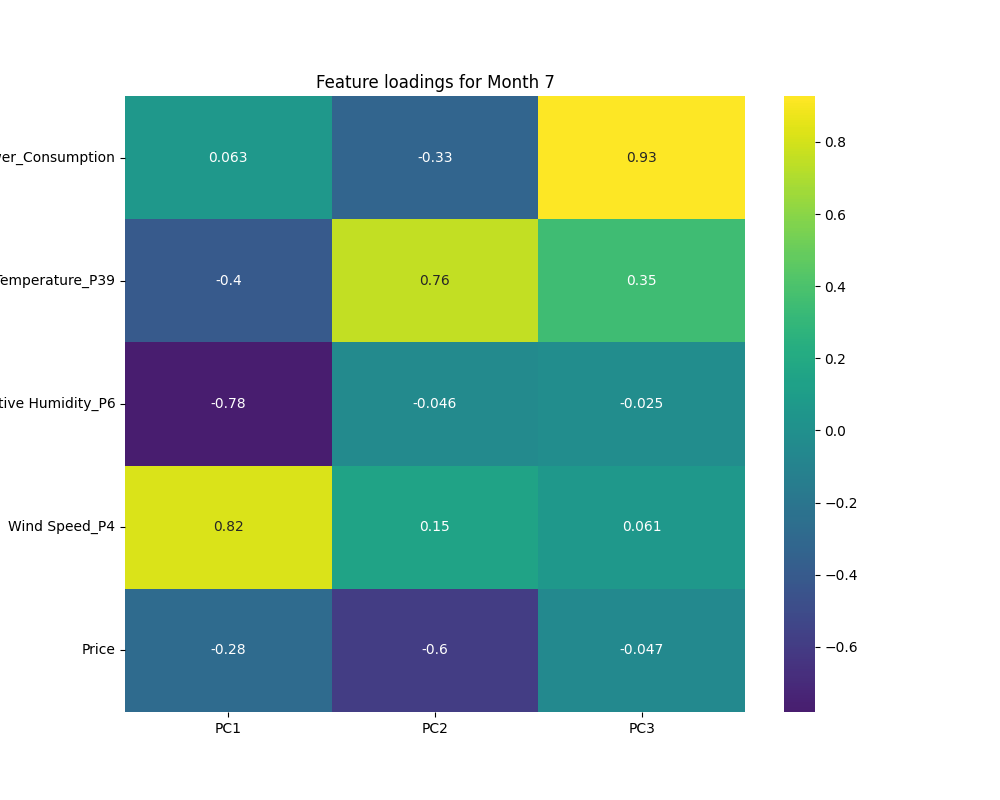 Feature loadings for Month 7
er_Consumption 0.063 -0.33 0.93
Temperature_P39 -0.4 0.76 0.35
tive Humidity_P6 -0.78 -0.046 -0.025
Wind Speed_P4 0.82 0.15 0.061
Price -0.28 -0.6 -0.047
PC1 PC2 PC3
0.8
0.6
0.4
0.2
0.0
−0.2
−0.4
−0.6